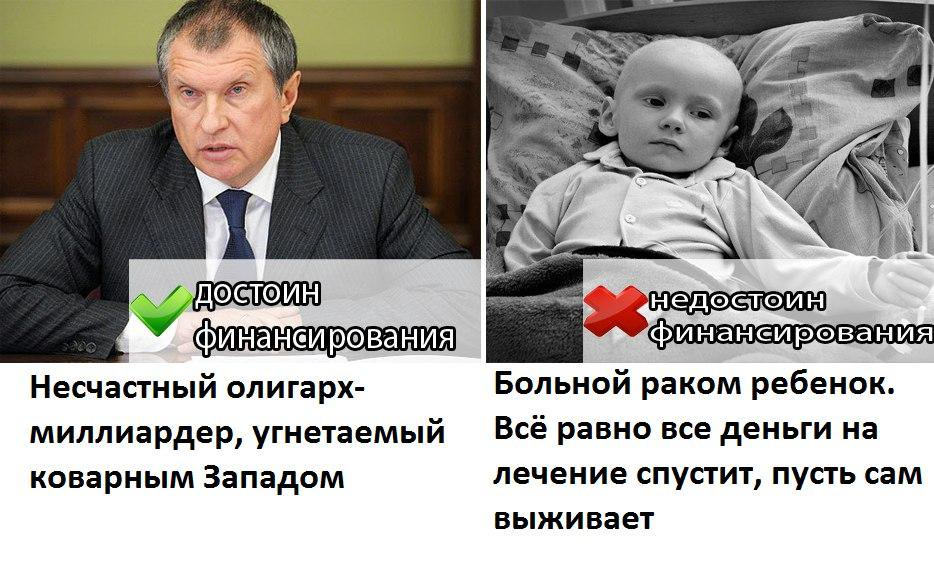 достоин
финансирования
Несчастный олигарх-
миллиардер, угнетаемый
коварным Западом
недостоин
финансирования
Больной раком ребенок.
Всё равно все деньги на
лечение спустит, пусть сам
выживает